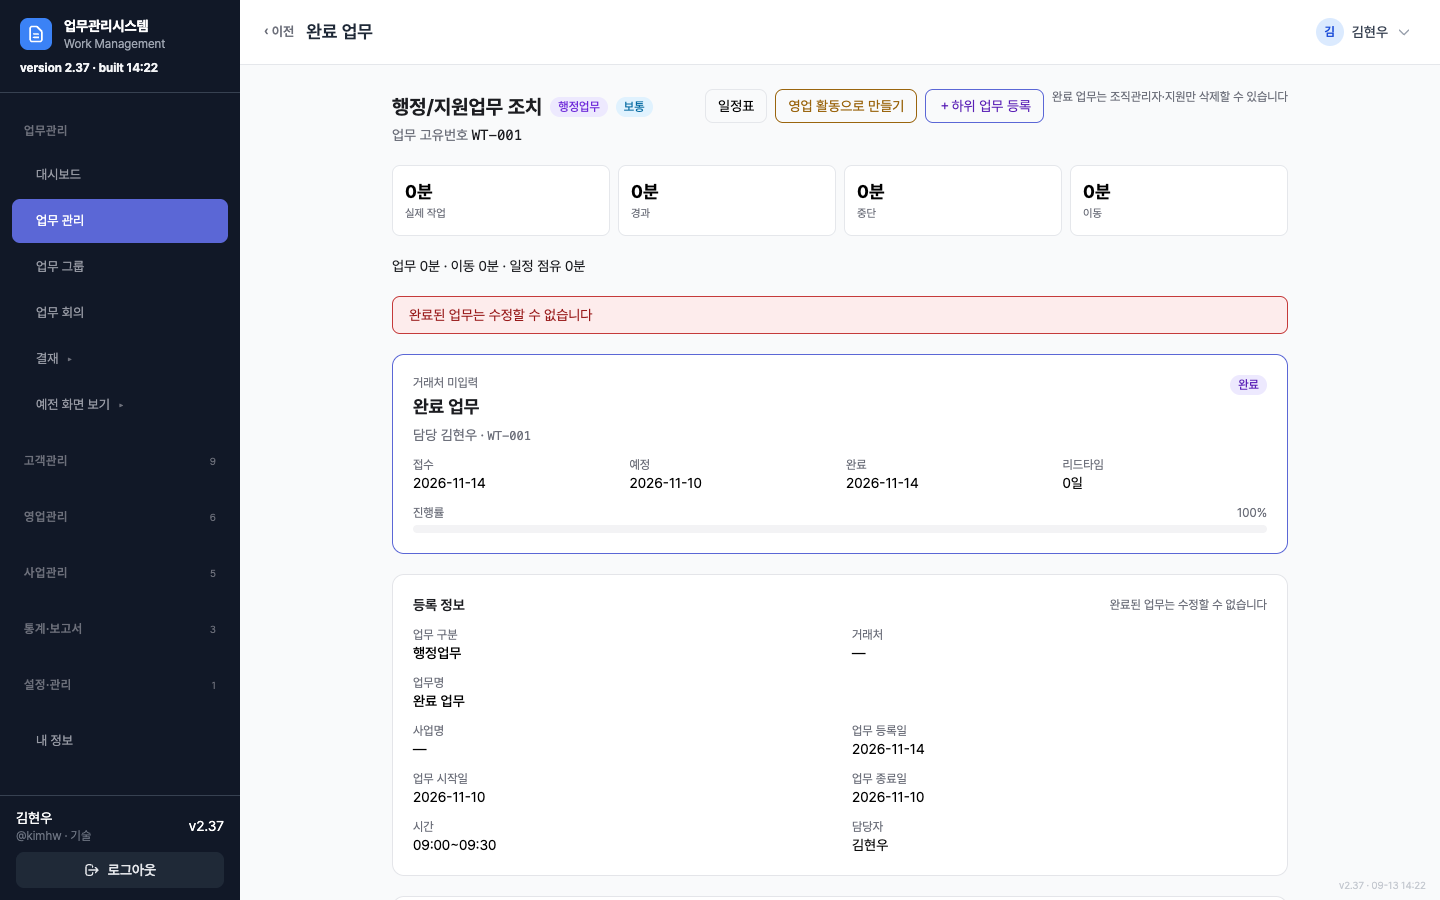 업무관리시스템
Work Management
version 2.37 · built 14:22
업무관리
대시보드
업무 관리
업무 그룹
업무 회의
결재 ▸
예전 화면 보기 ▸
고객관리 9
영업관리 6
사업관리 5
통계·보고서 3
설정·관리 1
내 정보
김현우
@kimhw · 기술
v2.37
로그아웃
‹ 이전 완료 업무
김 김현우
행정/지원업무 조치 행정업무 보통
업무 고유번호 WT-001
일정표
영업 활동으로 만들기
+ 하위 업무 등록
완료 업무는 조직관리자·지원만 삭제할 수 있습니다
0분
실제 작업
0분
경과
0분
중단
0분
이동
업무 0분 · 이동 0분 · 일정 점유 0분
완료된 업무는 수정할 수 없습니다
거래처 미입력
완료
완료 업무
담당 김현우 · WT-001
접수
2026-11-14
예정
2026-11-10
완료
2026-11-14
리드타임
0일
진행률 100%
등록 정보
완료된 업무는 수정할 수 없습니다
업무 구분
행정업무
거래처
—
업무명
완료 업무
사업명
—
업무 등록일
2026-11-14
업무 시작일
2026-11-10
업무 종료일
2026-11-10
시간
09:00~09:30
담당자
김현우
v2.37 · 09-13 14:22